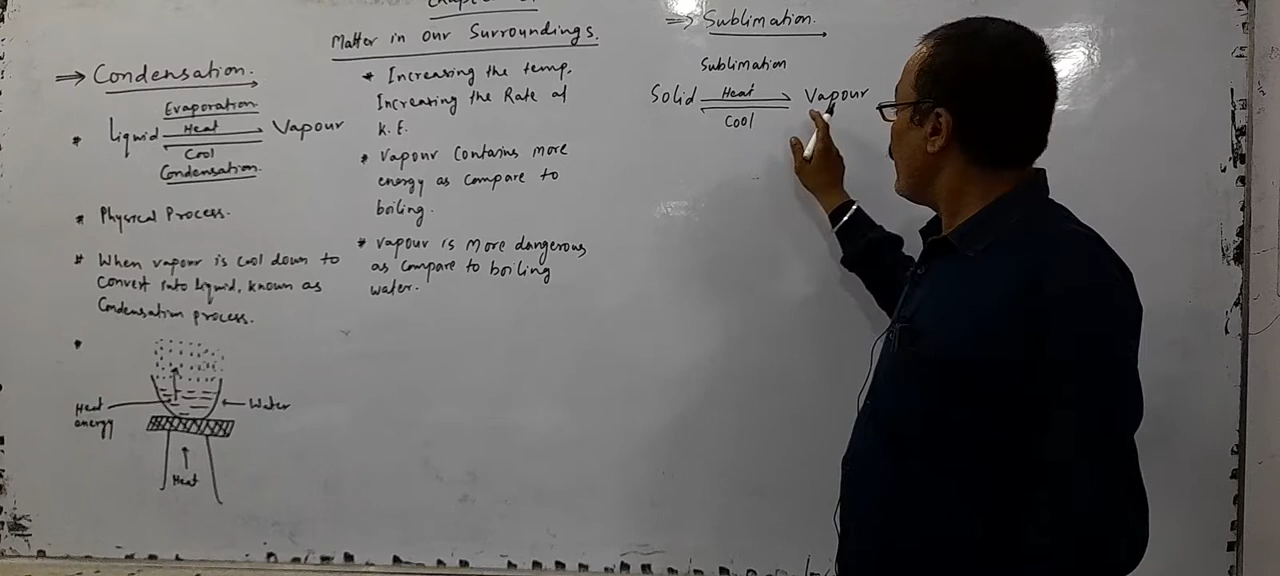 Matter in our Surroundings.
⇒ Condensation.
Evaporation
* Liquid Heat Vapour
Cool
Condensation.
* Physical Process.
* When vapour is cool down to
convert into liquid, known as
Condensation process.
Heat
energy
Water
Heat
* Increasing the temp.
Increasing the Rate of
K.E.
* Vapour Contains more
energy as compare to
boiling.
* Vapour is more dangerous
as compare to boiling
water.
⇒ Sublimation.
Sublimation
Solid Heat Vapour
Cool